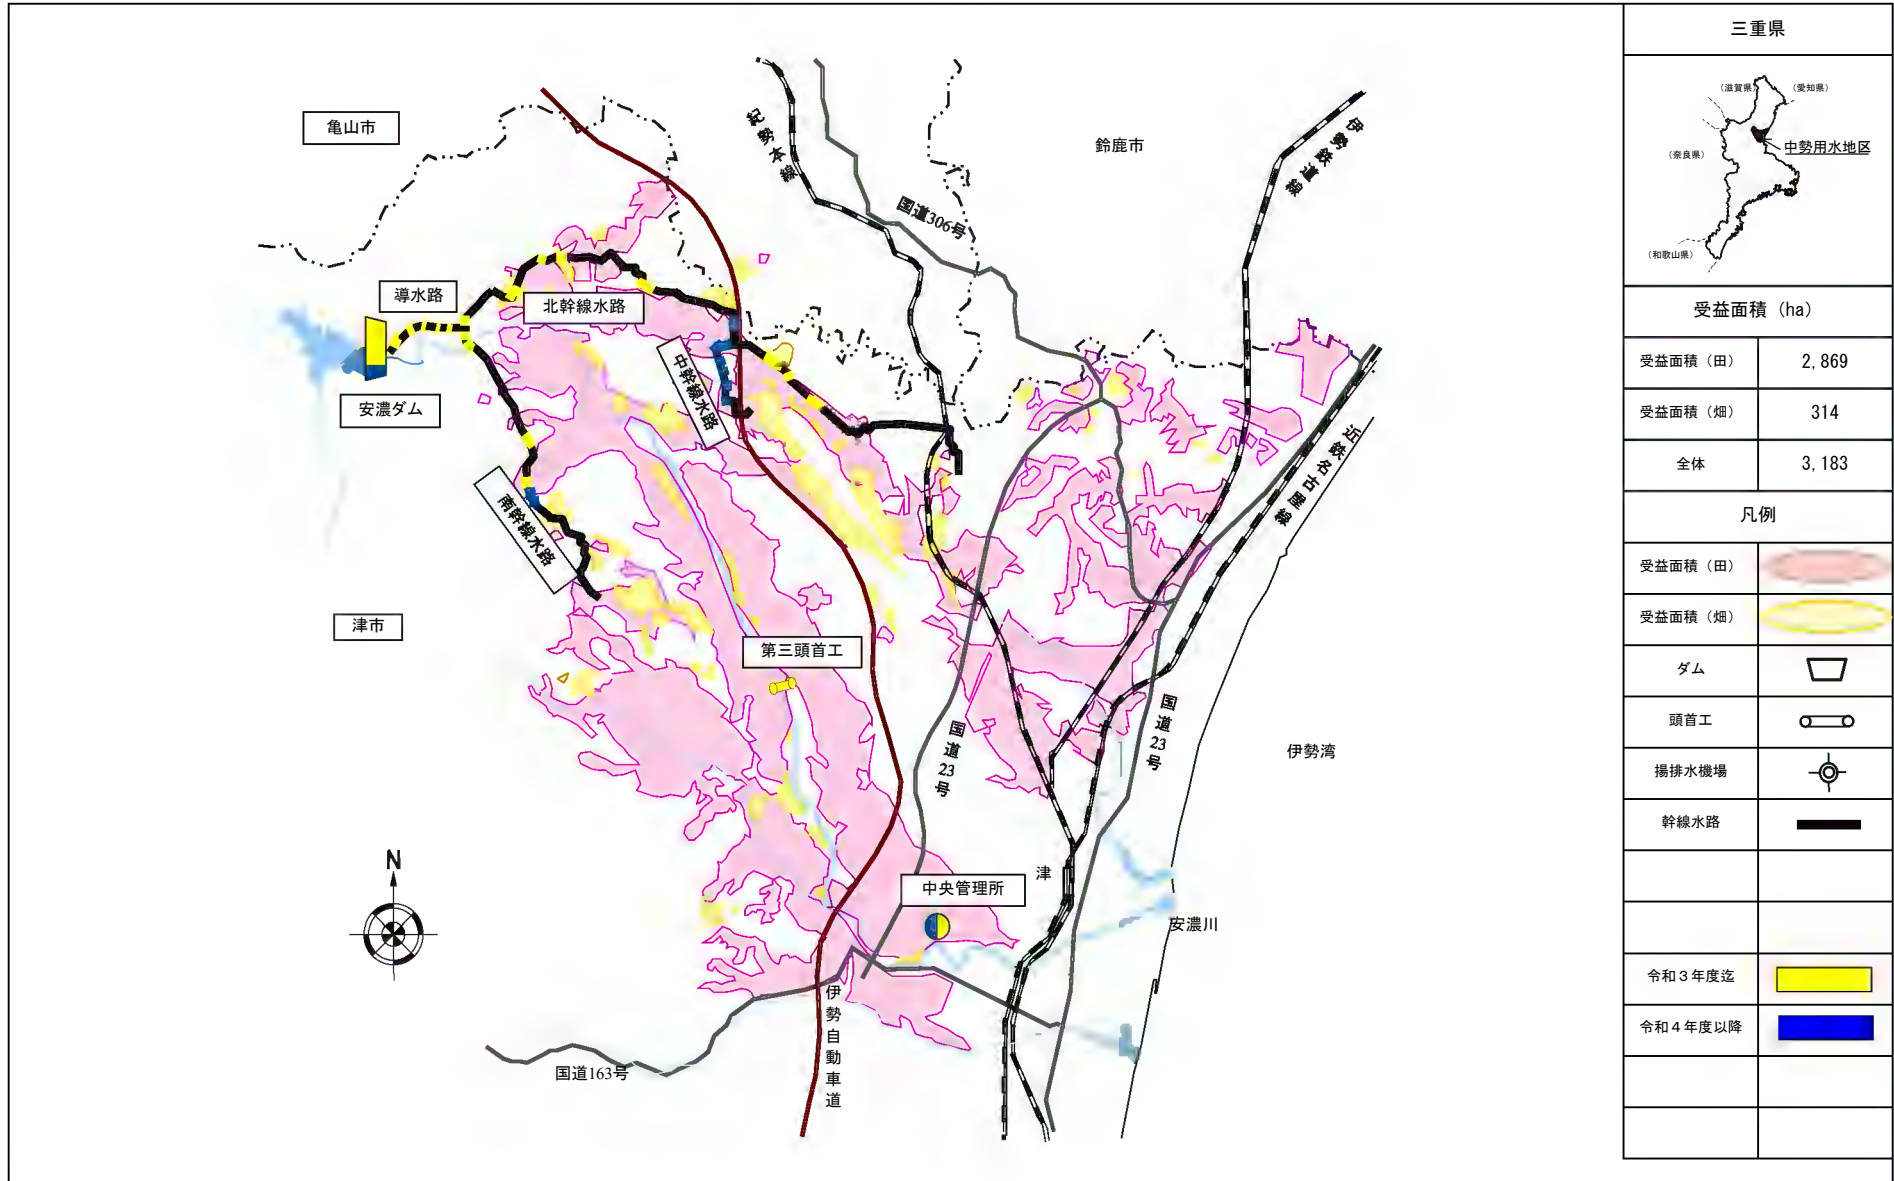 亀山市
鈴鹿市
紀勢本線
伊勢鉄道線
国道306号
導水路
北幹線水路
中幹線水路
安濃ダム
近鉄名古屋線
南幹線水路
津市
第三頭首工
国道23号
国道23号
伊勢湾
N
中央管理所
津
安濃川
伊勢自動車道
国道163号
三重県
（滋賀県）
（愛知県）
中勢用水地区
（奈良県）
（和歌山県）
受益面積（ha）
受益面積（田） 2,869
受益面積（畑） 314
全体 3,183
凡例
受益面積（田）
受益面積（畑）
ダム
頭首工
揚排水機場
幹線水路
令和３年度迄
令和４年度以降